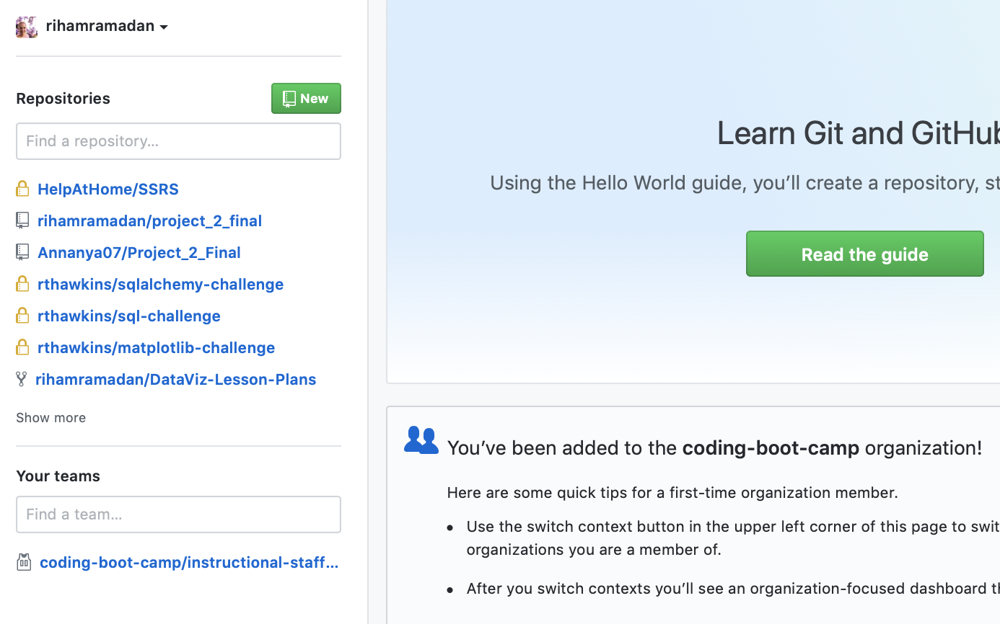 rihamramadan
Repositories
New
Find a repository...
HelpAtHome/SSRS
rihamramadan/project_2_final
Annanya07/Project_2_Final
rthawkins/sqlalchemy-challenge
rthawkins/sql-challenge
rthawkins/matplotlib-challenge
rihamramadan/DataViz-Lesson-Plans
Show more
Your teams
Find a team...
coding-boot-camp/instructional-staff...
Learn Git and GitHub
Using the Hello World guide, you’ll create a repository, st
Read the guide
You’ve been added to the coding-boot-camp organization!
Here are some quick tips for a first-time organization member.
• Use the switch context button in the upper left corner of this page to swit
organizations you are a member of.
• After you switch contexts you’ll see an organization-focused dashboard th